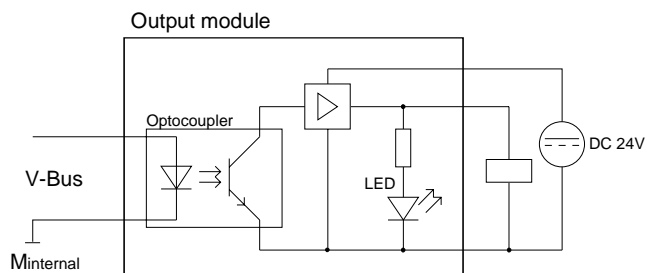 Output module
Optocoupler
DC 24V
V-Bus
LED
Minternal